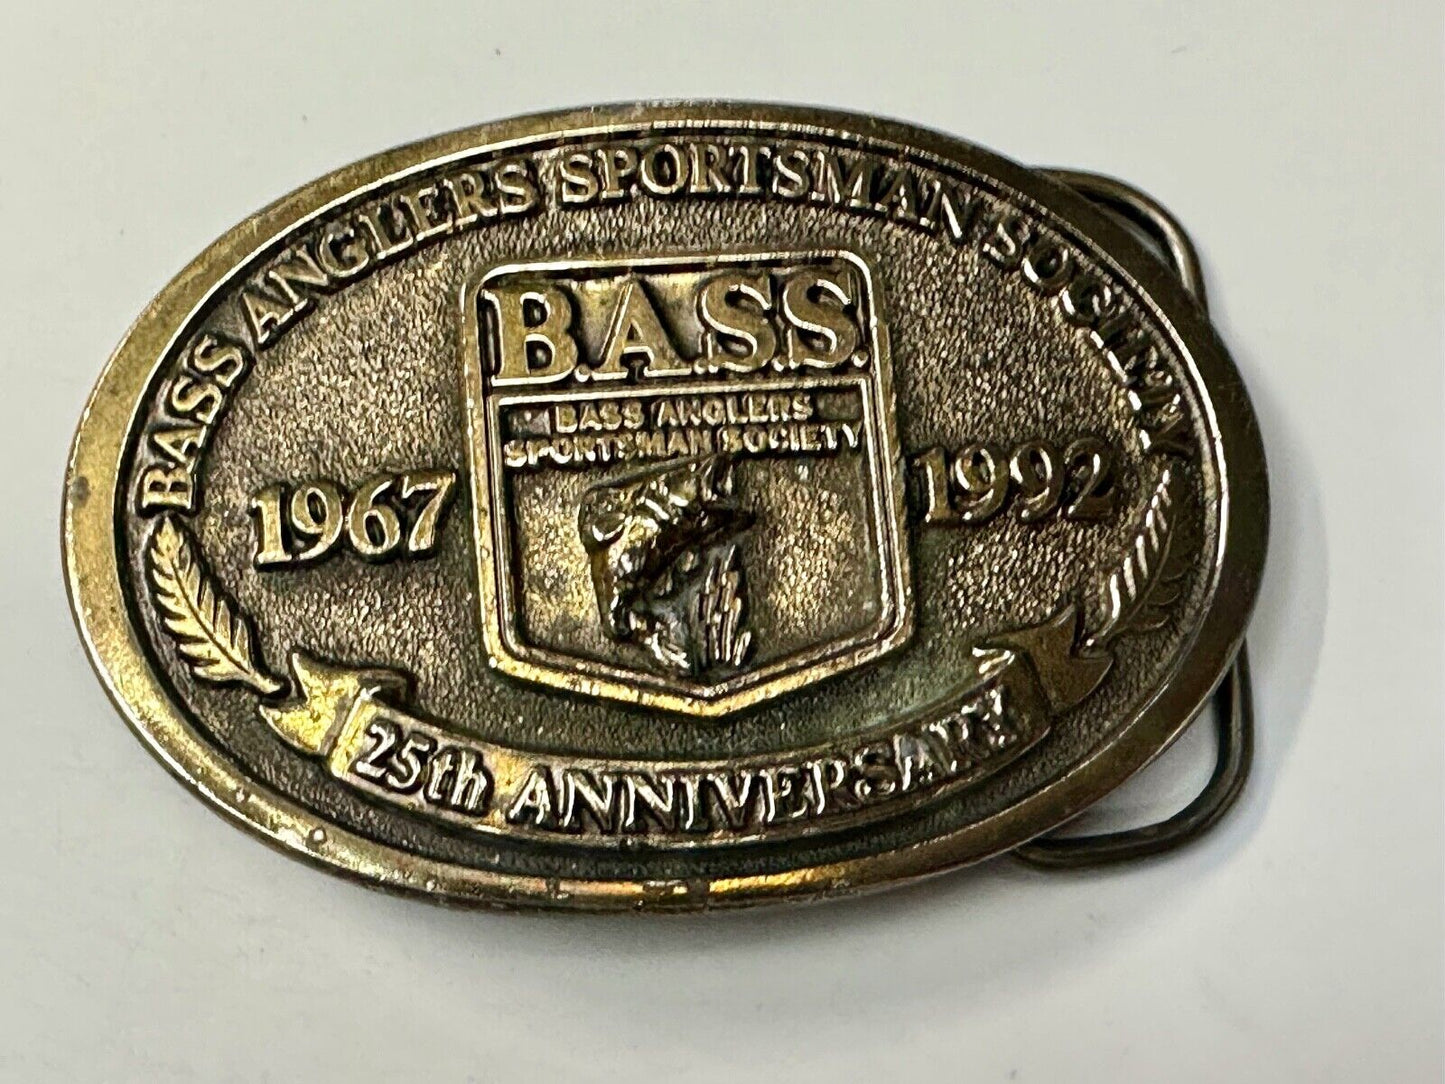 BASS ANGLERS SPORTSMAN SOCIETY
B.A.S.S.
BASS ANGLERS
SPORTSMAN SOCIETY
1967
1992
25th ANNIVERSARY